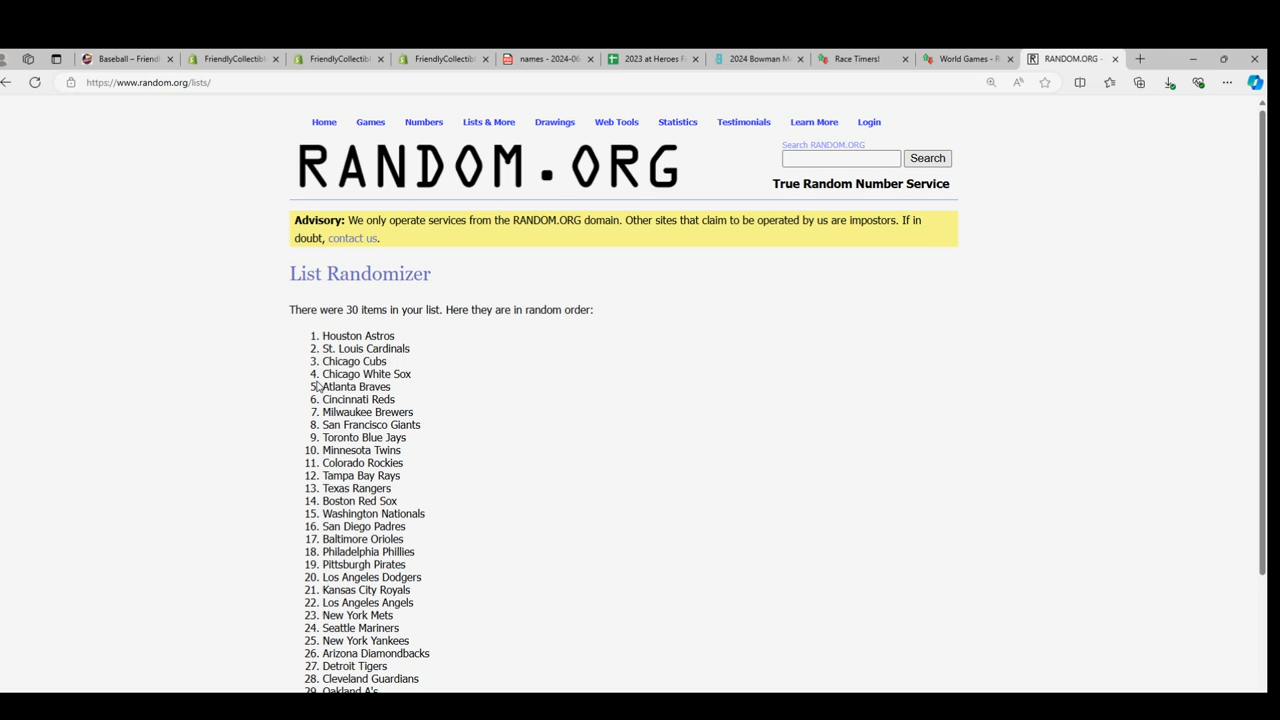 Baseball – Friendl
FriendlyCollectibl
FriendlyCollectibl
FriendlyCollectibl
names - 2024-06
2023 at Heroes F
2024 Bowman M
Race Timers!
World Games - R
RANDOM.ORG -
https://www.random.org/lists/
Home Games Numbers Lists & More Drawings Web Tools Statistics Testimonials Learn More Login
RANDOM.ORG
Search RANDOM.ORG
Search
True Random Number Service
Advisory: We only operate services from the RANDOM.ORG domain. Other sites that claim to be operated by us are impostors. If in
doubt, contact us.
List Randomizer
There were 30 items in your list. Here they are in random order:
1. Houston Astros
2. St. Louis Cardinals
3. Chicago Cubs
4. Chicago White Sox
5. Atlanta Braves
6. Cincinnati Reds
7. Milwaukee Brewers
8. San Francisco Giants
9. Toronto Blue Jays
10. Minnesota Twins
11. Colorado Rockies
12. Tampa Bay Rays
13. Texas Rangers
14. Boston Red Sox
15. Washington Nationals
16. San Diego Padres
17. Baltimore Orioles
18. Philadelphia Phillies
19. Pittsburgh Pirates
20. Los Angeles Dodgers
21. Kansas City Royals
22. Los Angeles Angels
23. New York Mets
24. Seattle Mariners
25. New York Yankees
26. Arizona Diamondbacks
27. Detroit Tigers
28. Cleveland Guardians
29. Oakland A's